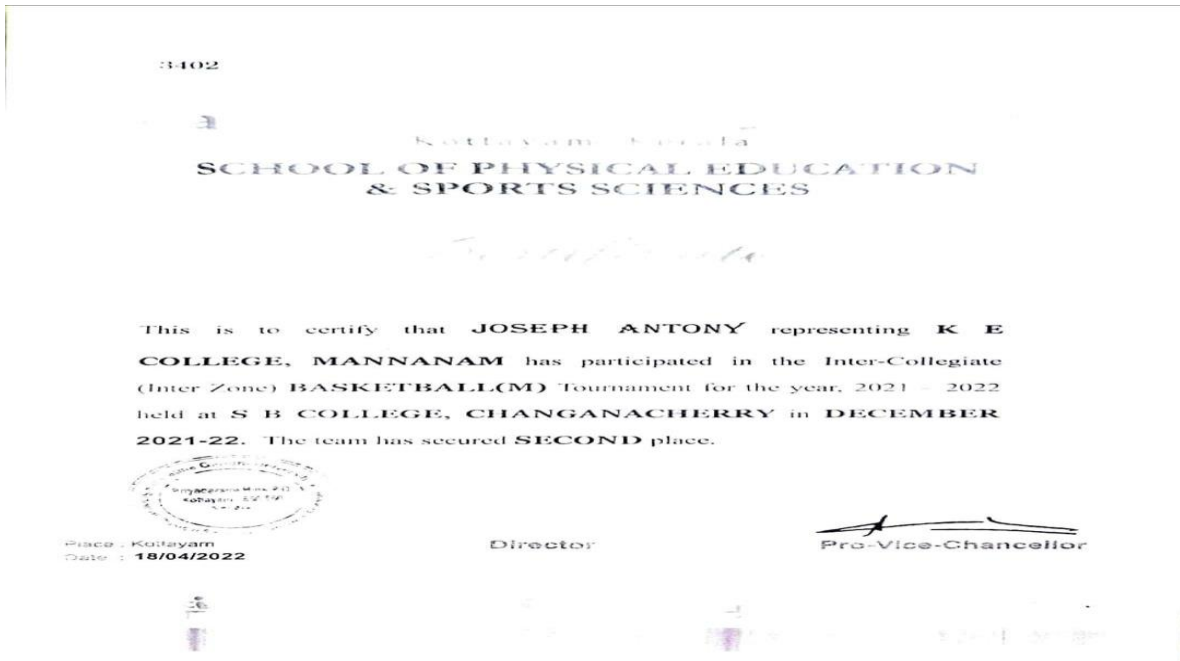 3402
Kottayam Kerala
SCHOOL OF PHYSICAL EDUCATION
& SPORTS SCIENCES
Certificate
This is to certify that JOSEPH ANTONY representing K E
COLLEGE, MANNANAM has participated in the Inter-Collegiate
(Inter Zone) BASKETBALL(M) Tournament for the year, 2021 - 2022
held at S B COLLEGE, CHANGANACHERRY in DECEMBER
2021-22. The team has secured SECOND place.
Place : Kottayam
Date : 18/04/2022
Director
Pro-Vice-Chancellor